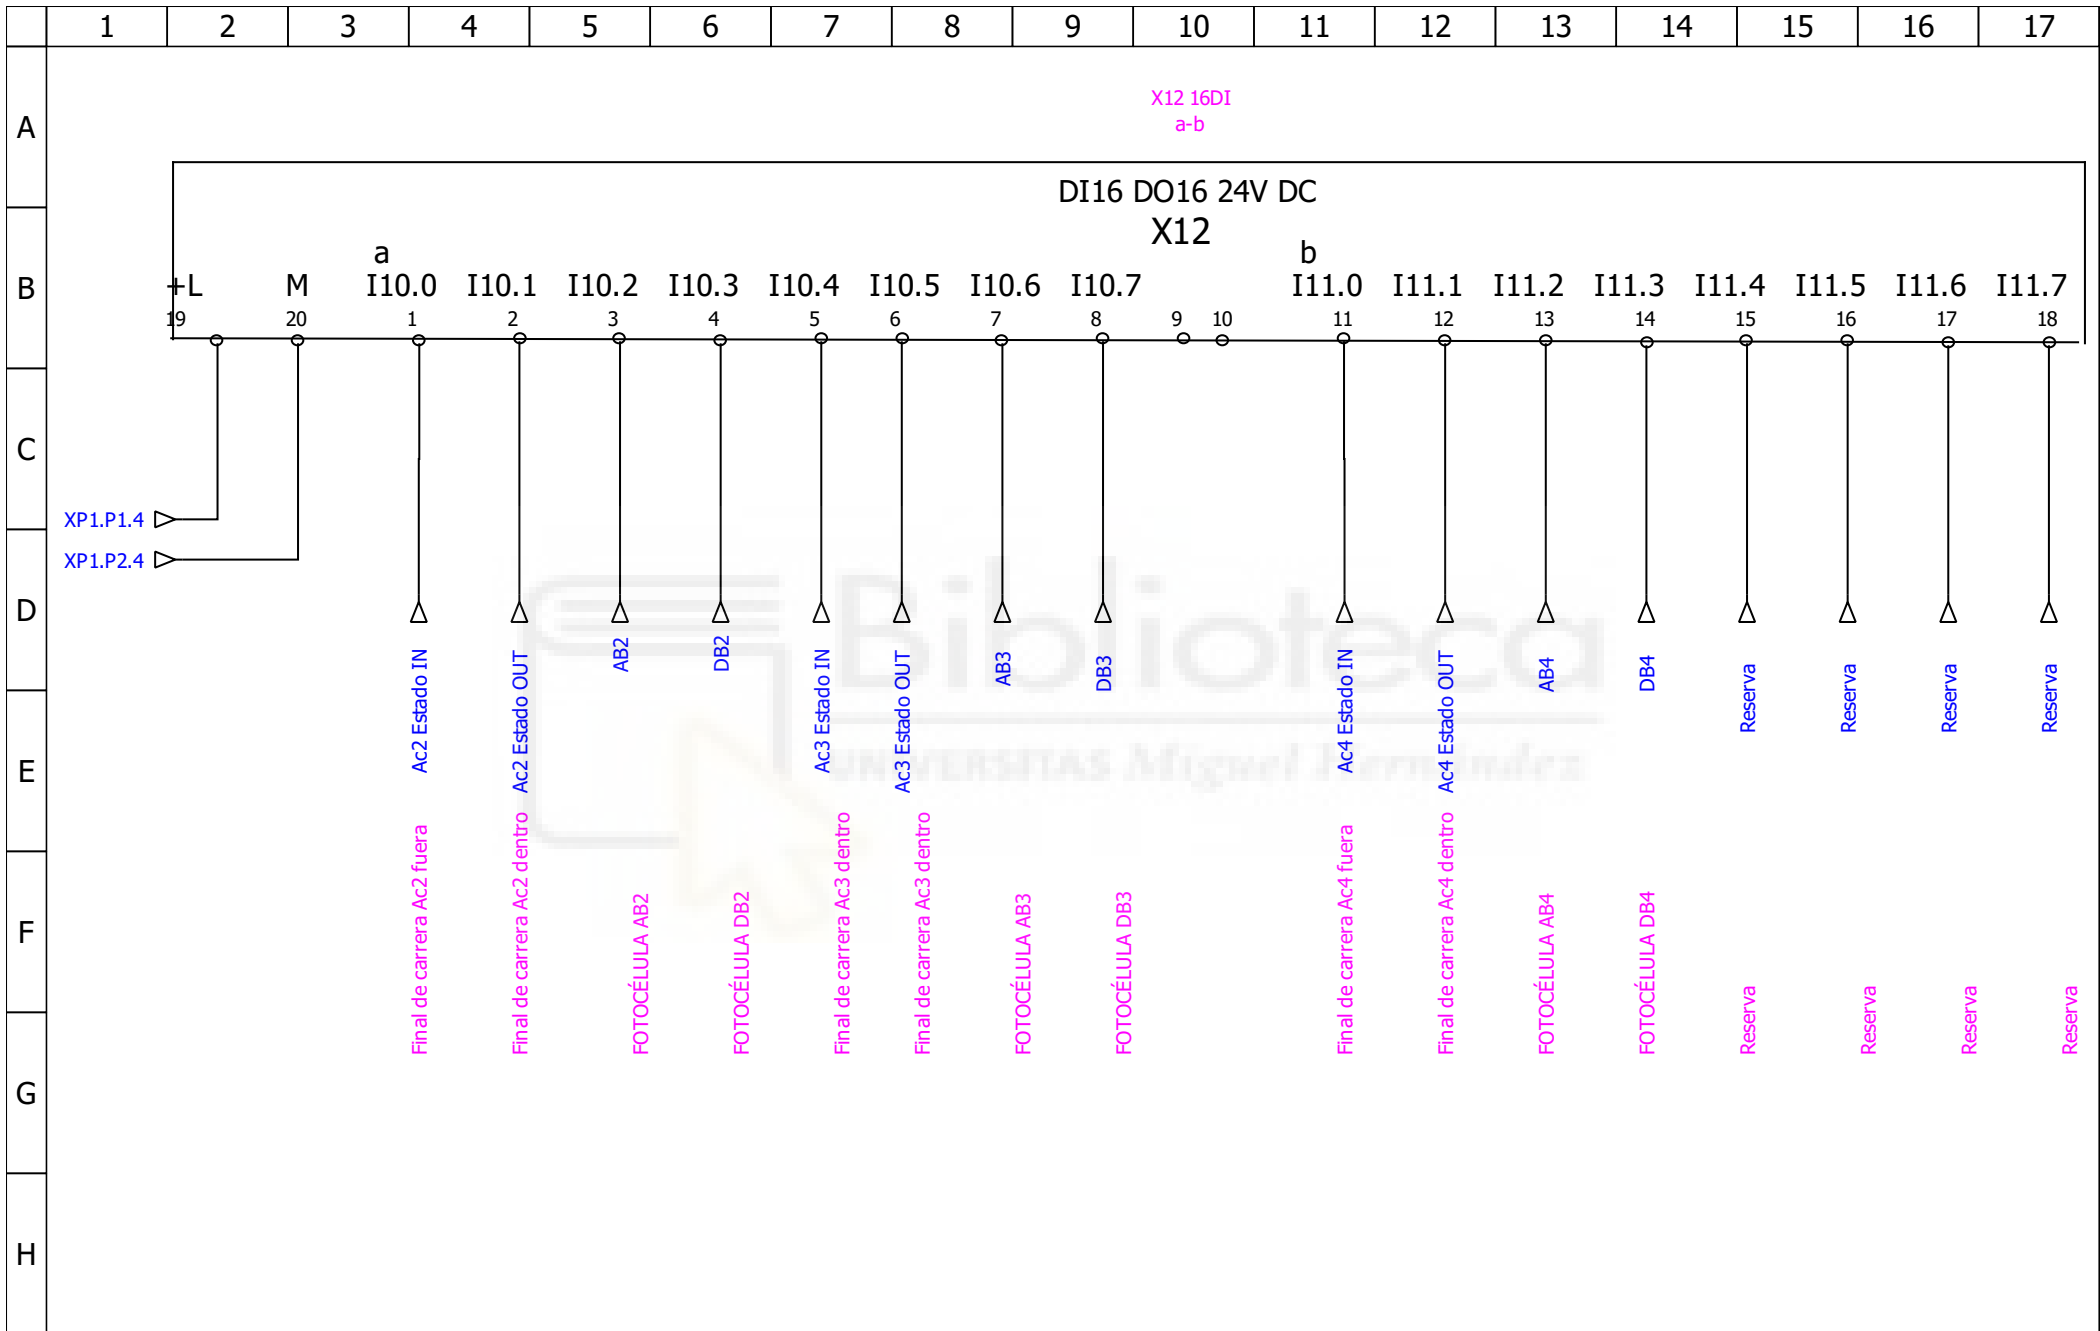 1 2 3 4 5 6 7 8 9 10 11 12 13 14 15 16 17
A
X12 16DI
a-b
DI16 DO16 24V DC
X12
a b
B
+L M I10.0 I10.1 I10.2 I10.3 I10.4 I10.5 I10.6 I10.7 I11.0 I11.1 I11.2 I11.3 I11.4 I11.5 I11.6 I11.7
19 20 1 2 3 4 5 6 7 8 9 10 11 12 13 14 15 16 17 18
C
XP1.P1.4
XP1.P2.4
D
Ac2 Estado IN
Ac2 Estado OUT
AB2
DB2
Ac3 Estado IN
Ac3 Estado OUT
AB3
DB3
Ac4 Estado IN
Ac4 Estado OUT
AB4
DB4
Reserva
Reserva
Reserva
Reserva
Biblioteca
UNIVERSITAS Miguel Hernández
E
Final de carrera Ac2 fuera
Final de carrera Ac2 dentro
FOTOCÉLULA AB2
FOTOCÉLULA DB2
Final de carrera Ac3 dentro
Final de carrera Ac3 dentro
FOTOCÉLULA AB3
FOTOCÉLULA DB3
Final de carrera Ac4 fuera
Final de carrera Ac4 dentro
FOTOCÉLULA AB4
FOTOCÉLULA DB4
Reserva
Reserva
Reserva
Reserva
F
G
H